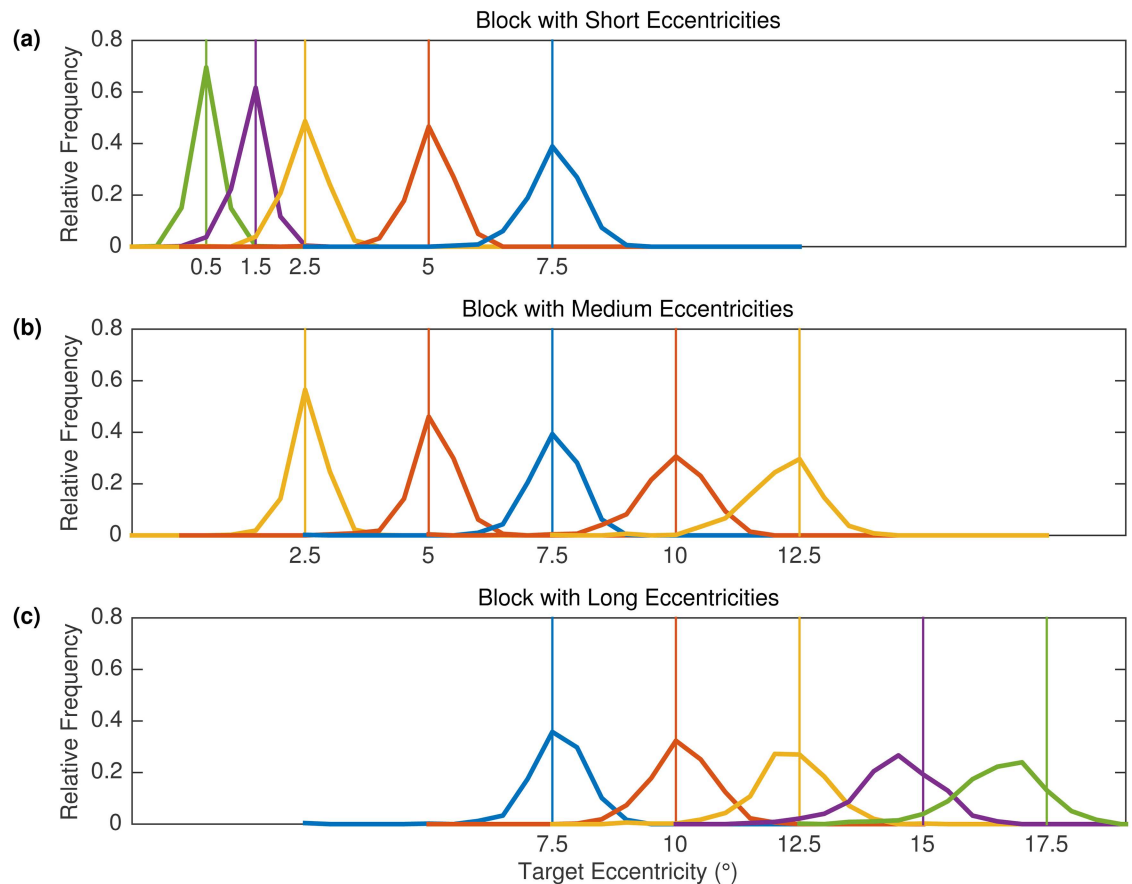 Block with Short Eccentricities
(a)
0.8
0.6
0.4
0.2
0
Relative Frequency
0.5 1.5 2.5 5 7.5
Block with Medium Eccentricities
(b)
0.8
0.6
0.4
0.2
0
Relative Frequency
2.5 5 7.5 10 12.5
Block with Long Eccentricities
(c)
0.8
0.6
0.4
0.2
0
Relative Frequency
7.5 10 12.5 15 17.5
Target Eccentricity (°)